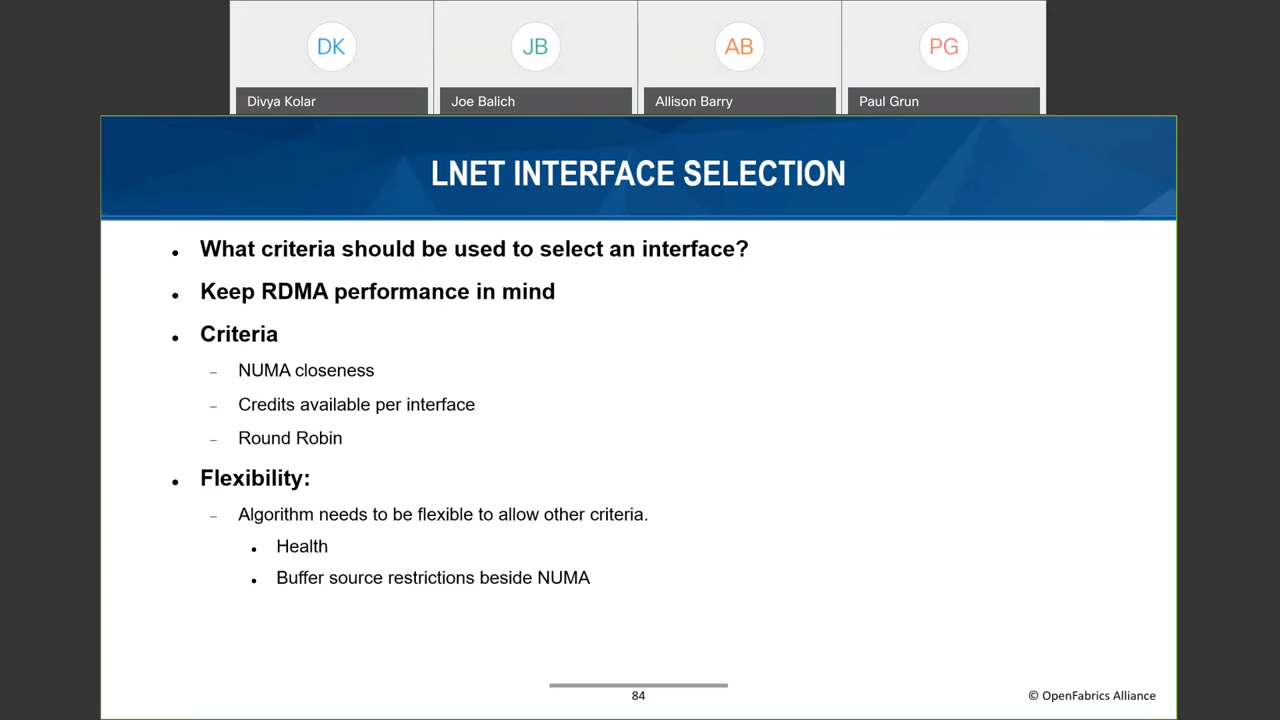 DK
JB
AB
PG
Divya Kolar
Joe Balich
Allison Barry
Paul Grun
LNET INTERFACE SELECTION
• What criteria should be used to select an interface?
• Keep RDMA performance in mind
• Criteria
– NUMA closeness
– Credits available per interface
– Round Robin
• Flexibility:
– Algorithm needs to be flexible to allow other criteria.
• Health
• Buffer source restrictions beside NUMA
84
© OpenFabrics Alliance